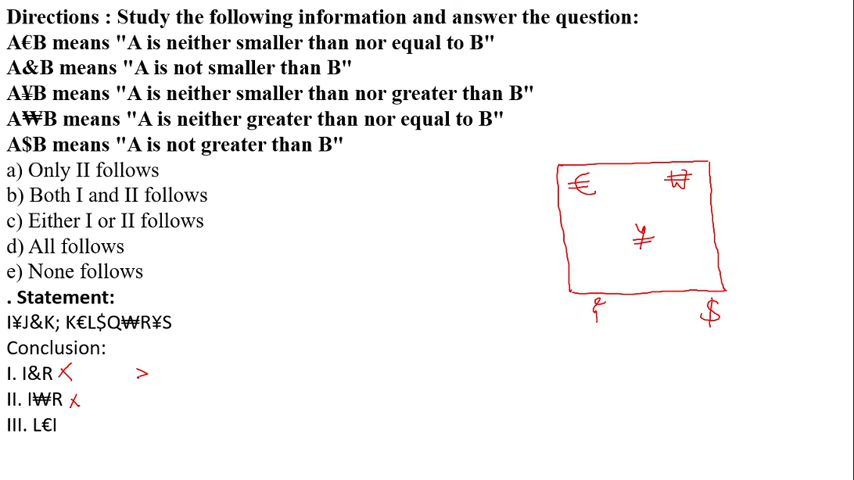 Directions : Study the following information and answer the question:
A€B means "A is neither smaller than nor equal to B"
A&B means "A is not smaller than B"
A¥B means "A is neither smaller than nor greater than B"
A₩B means "A is neither greater than nor equal to B"
A$B means "A is not greater than B"
a) Only II follows
b) Both I and II follows
c) Either I or II follows
d) All follows
e) None follows
. Statement:
I¥J&K; K€L$Q₩R¥S
Conclusion:
I. I&R ×
>
II. I₩R ×
III. L€I
€ ₩
¥
$